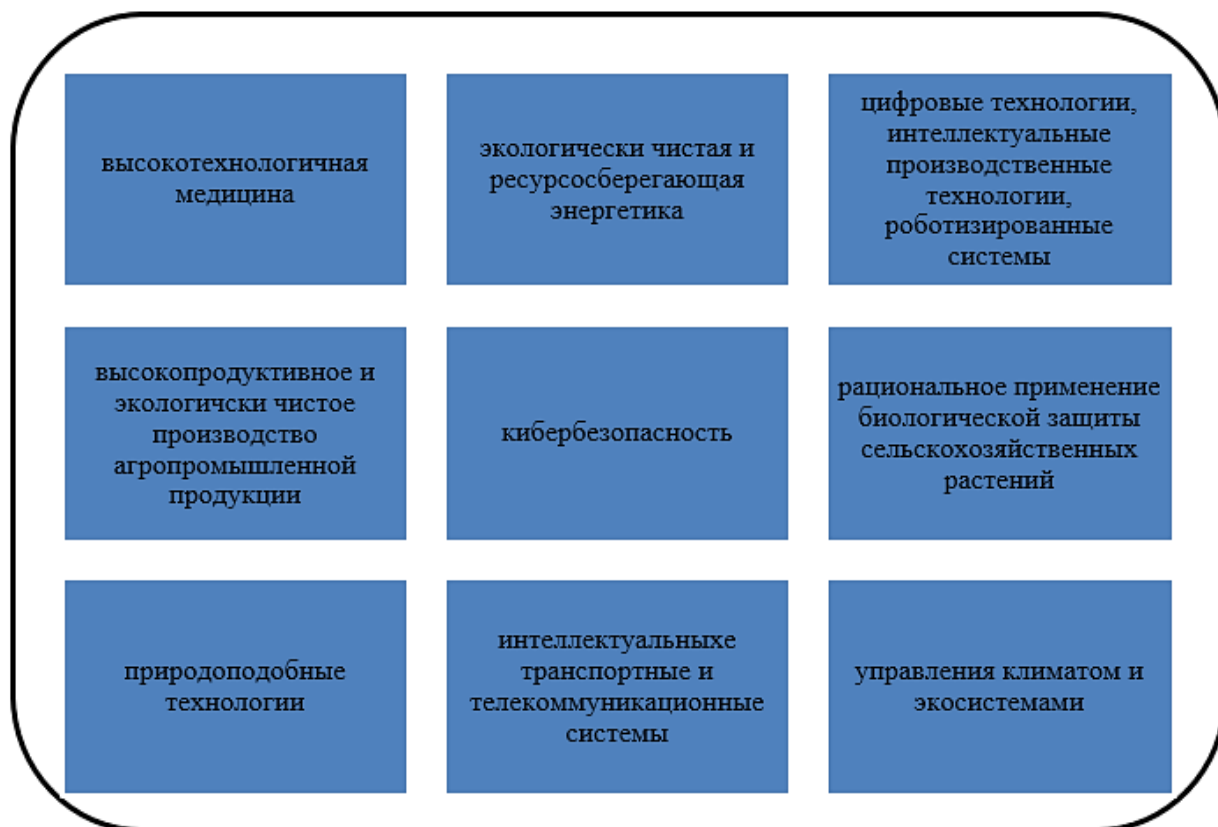 высокотехнологичная
медицина
экологически чистая и
ресурсосберегающая
энергетика
цифровые технологии,
интеллектуальные
производственные
технологии,
роботизированные
системы
высокопродуктивное и
экологичски чистое
производство
агропромышленной
продукции
кибербезопасность
рациональное применение
биологической защиты
сельскохозяйственных
растений
природоподобные
технологии
интеллектуальныхе
транспортные и
телекоммуникационные
системы
управления климатом и
экосистемами